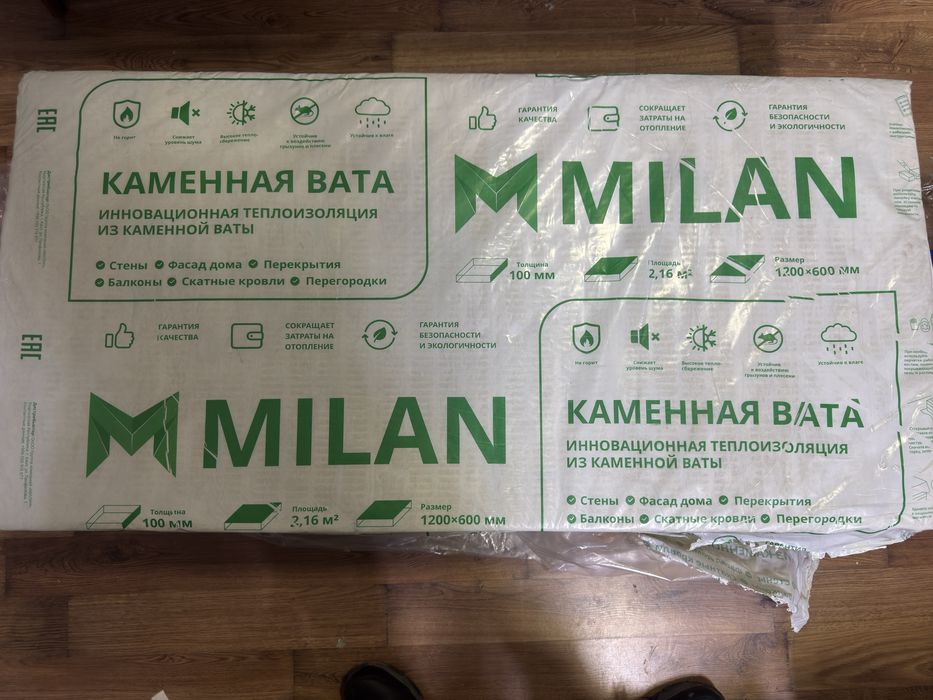 EAC
Не горит
Снижает
уровень шума
Высокое тепло-
сбережение
Устойчив
к воздействию
грызунов и плесени
Устойчив к влаге
КАМЕННАЯ ВАТА
ИННОВАЦИОННАЯ ТЕПЛОИЗОЛЯЦИЯ
ИЗ КАМЕННОЙ ВАТЫ
Стены Фасад дома Перекрытия
Балконы Скатные кровли Перегородки
ГАРАНТИЯ
КАЧЕСТВА
СОКРАЩАЕТ
ЗАТРАТЫ НА
ОТОПЛЕНИЕ
ГАРАНТИЯ
БЕЗОПАСНОСТИ
И ЭКОЛОГИЧНОСТИ
MILAN
Толщина
100 мм
Площадь
2,16 м²
Размер
1200×600 мм
EAC
ГАРАНТИЯ
КАЧЕСТВА
СОКРАЩАЕТ
ЗАТРАТЫ НА
ОТОПЛЕНИЕ
ГАРАНТИЯ
БЕЗОПАСНОСТИ
И ЭКОЛОГИЧНОСТИ
MILAN
Толщина
100 мм
Площадь
2,16 м²
Размер
1200×600 мм
Не горит
Снижает
уровень шума
Высокое тепло-
сбережение
Устойчив
к воздействию
грызунов и плесени
Устойчив к влаге
КАМЕННАЯ ВАТА
ИННОВАЦИОННАЯ ТЕПЛОИЗОЛЯЦИЯ
ИЗ КАМЕННОЙ ВАТЫ
Стены Фасад дома Перекрытия
Балконы Скатные кровли Перегородки